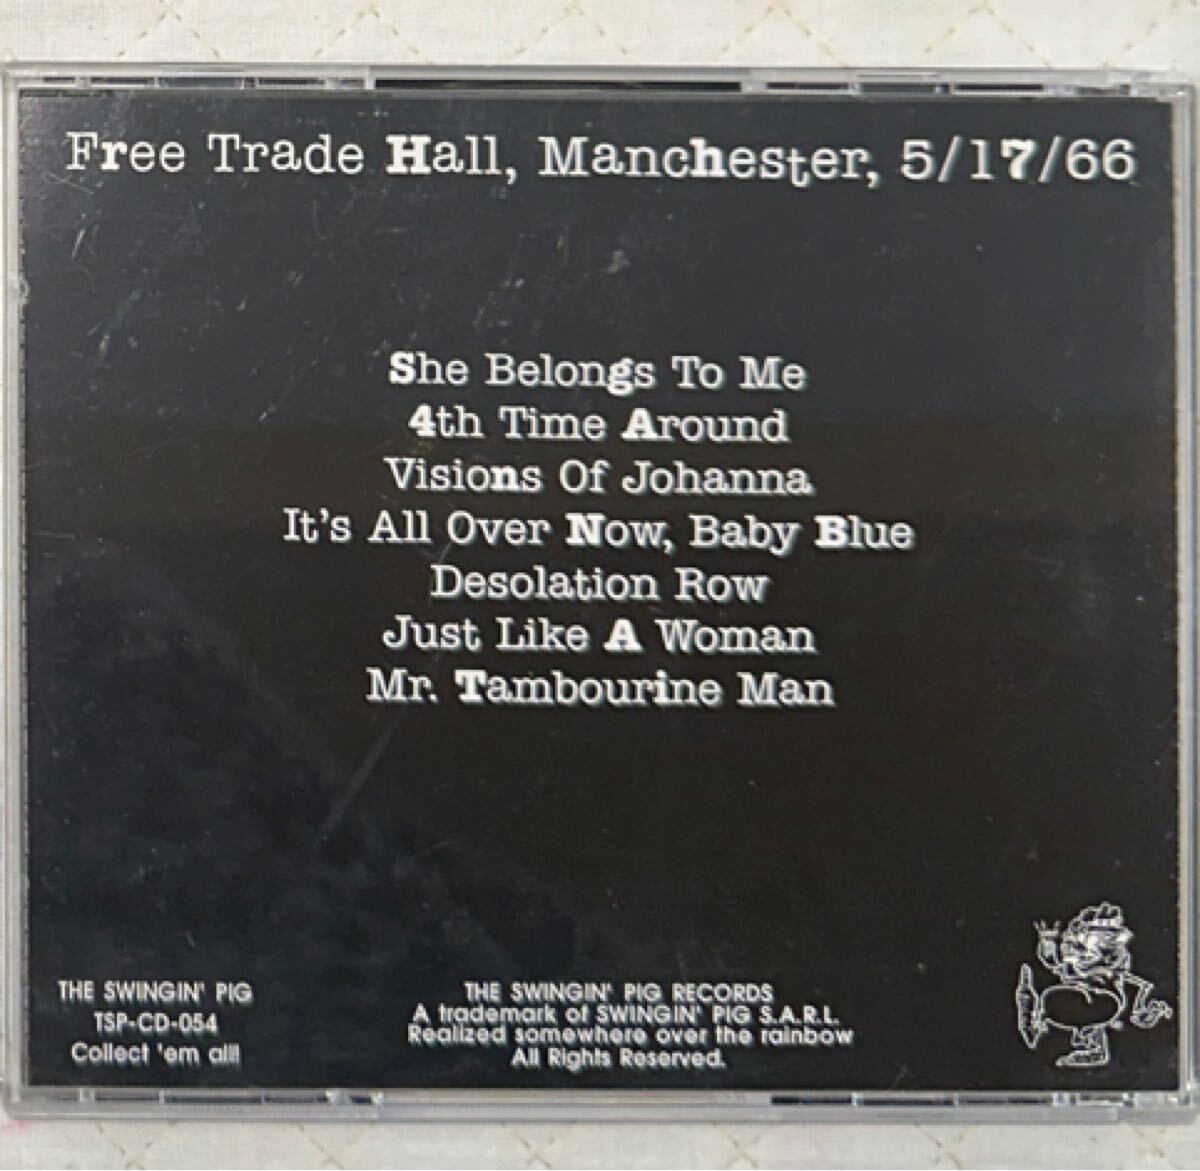 Free Trade Hall, Manchester, 5/17/66
She Belongs To Me
4th Time Around
Visions Of Johanna
It's All Over Now, Baby Blue
Desolation Row
Just Like A Woman
Mr. Tambourine Man
THE SWINGIN' PIG
TSP-CD-054
Collect 'em all!
THE SWINGIN' PIG RECORDS
A trademark of SWINGIN' PIG S.A.R.L.
Realized somewhere over the rainbow
All Rights Reserved.